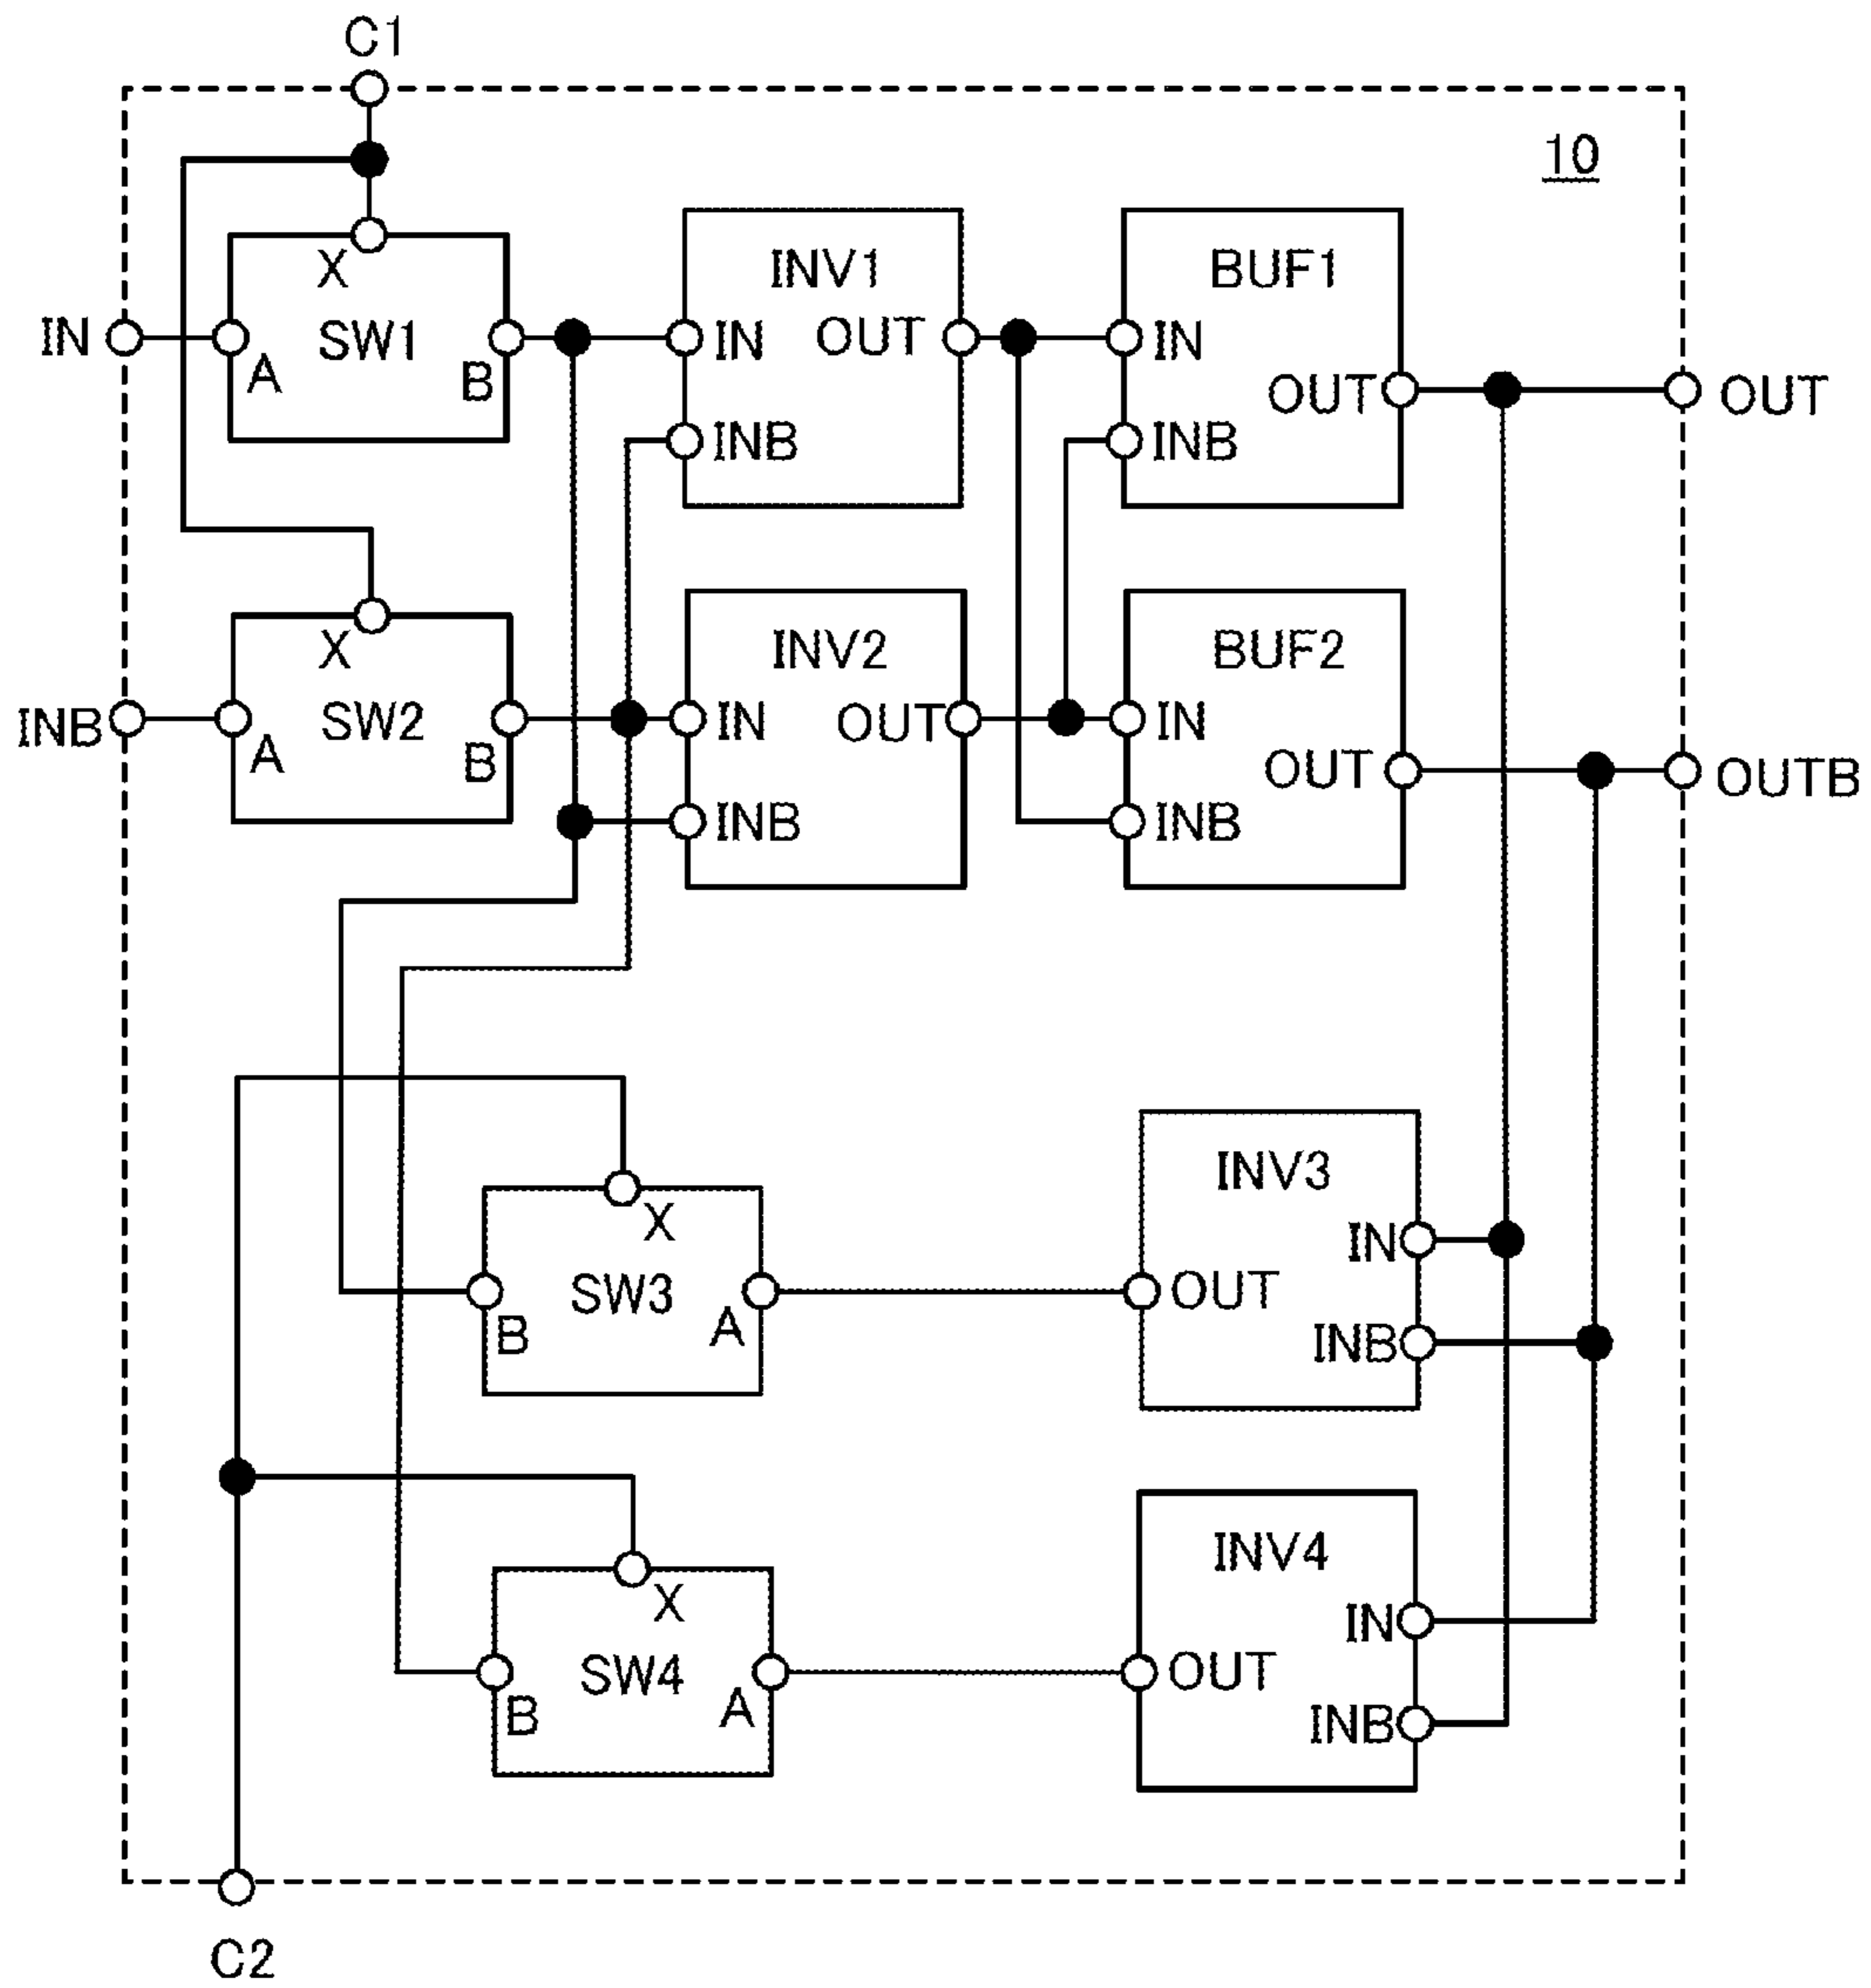 C1
10
X
INV1
BUF1
IN
SW1
IN
OUT
IN
A
B
OUT
OUT
INB
INB
X
INV2
BUF2
INB
SW2
IN
OUT
IN
A
B
OUT
OUTB
INB
INB
INV3
X
IN
SW3
OUT
B
A
INB
INV4
X
IN
SW4
OUT
B
A
INB
C2